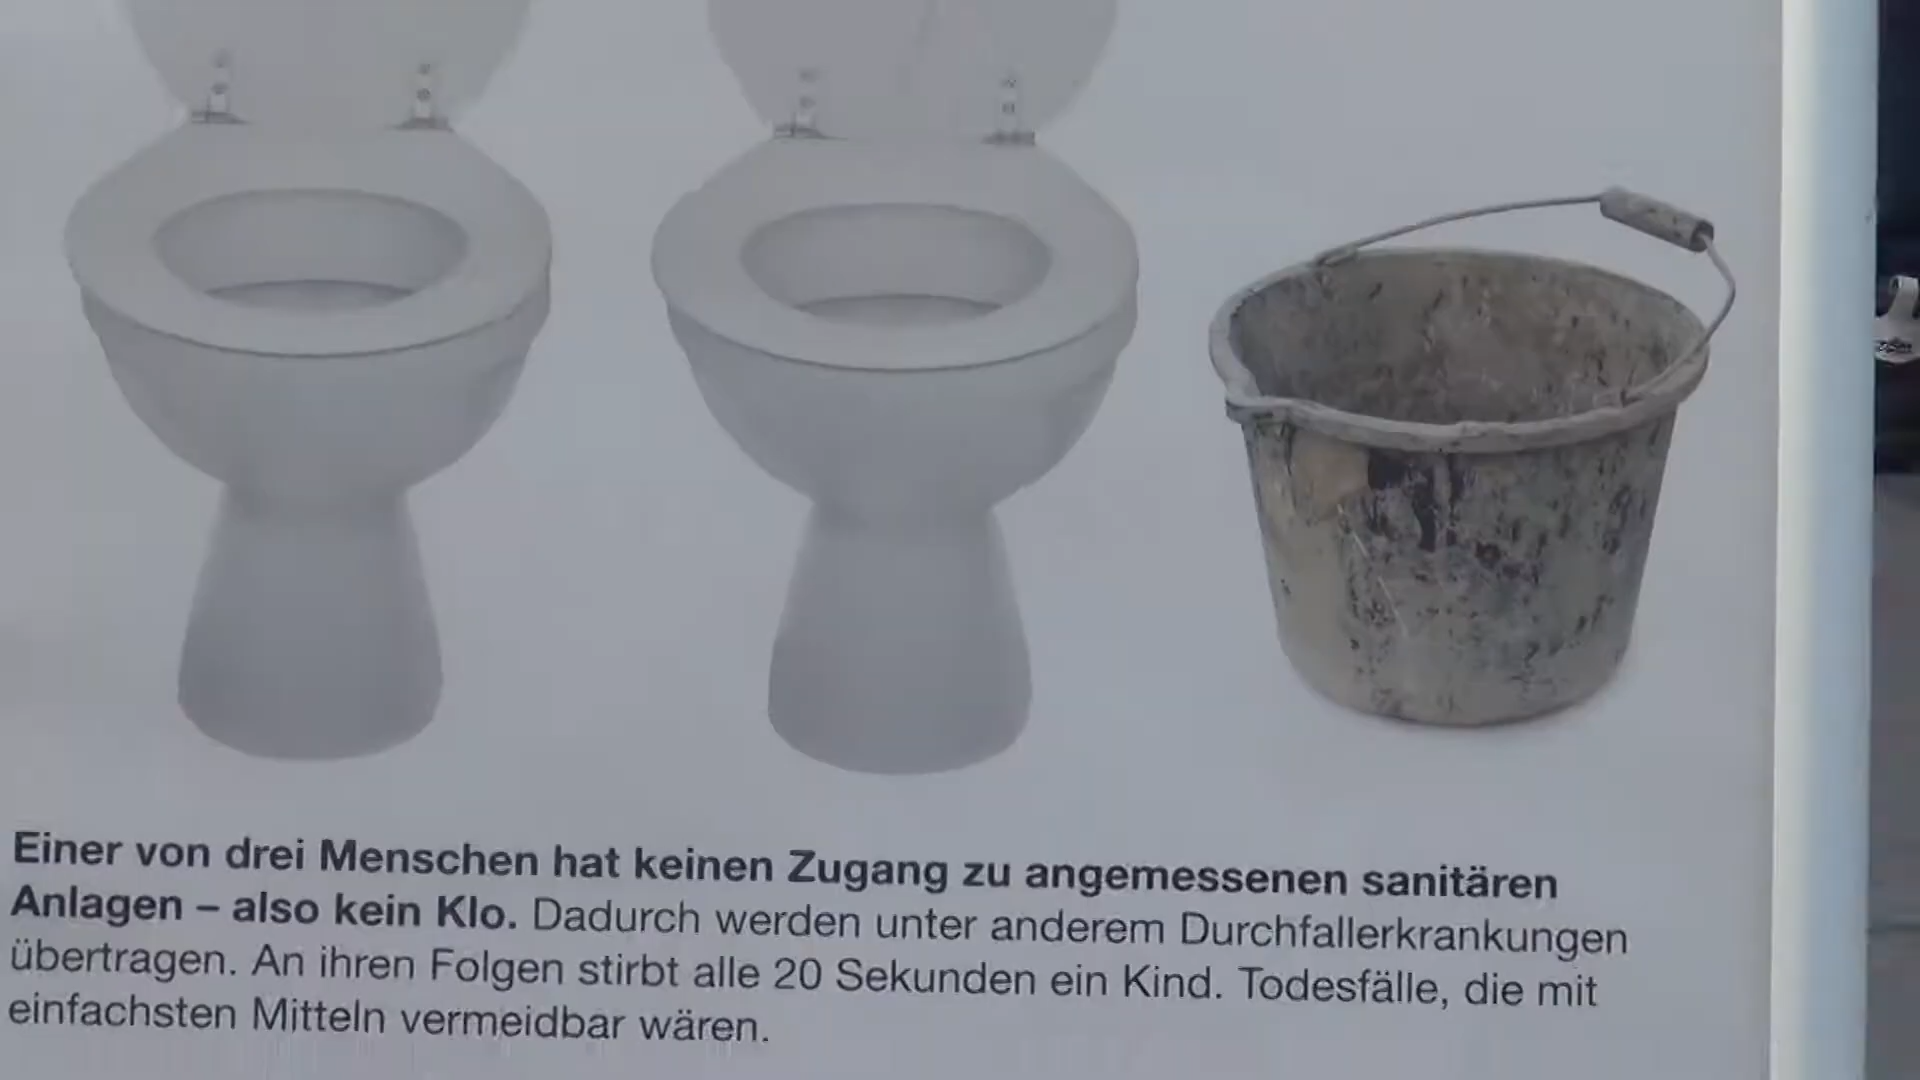 Einer von drei Menschen hat keinen Zugang zu angemessenen sanitären
Anlagen – also kein Klo. Dadurch werden unter anderem Durchfallerkrankungen
übertragen. An ihren Folgen stirbt alle 20 Sekunden ein Kind. Todesfälle, die mit
einfachsten Mitteln vermeidbar wären.